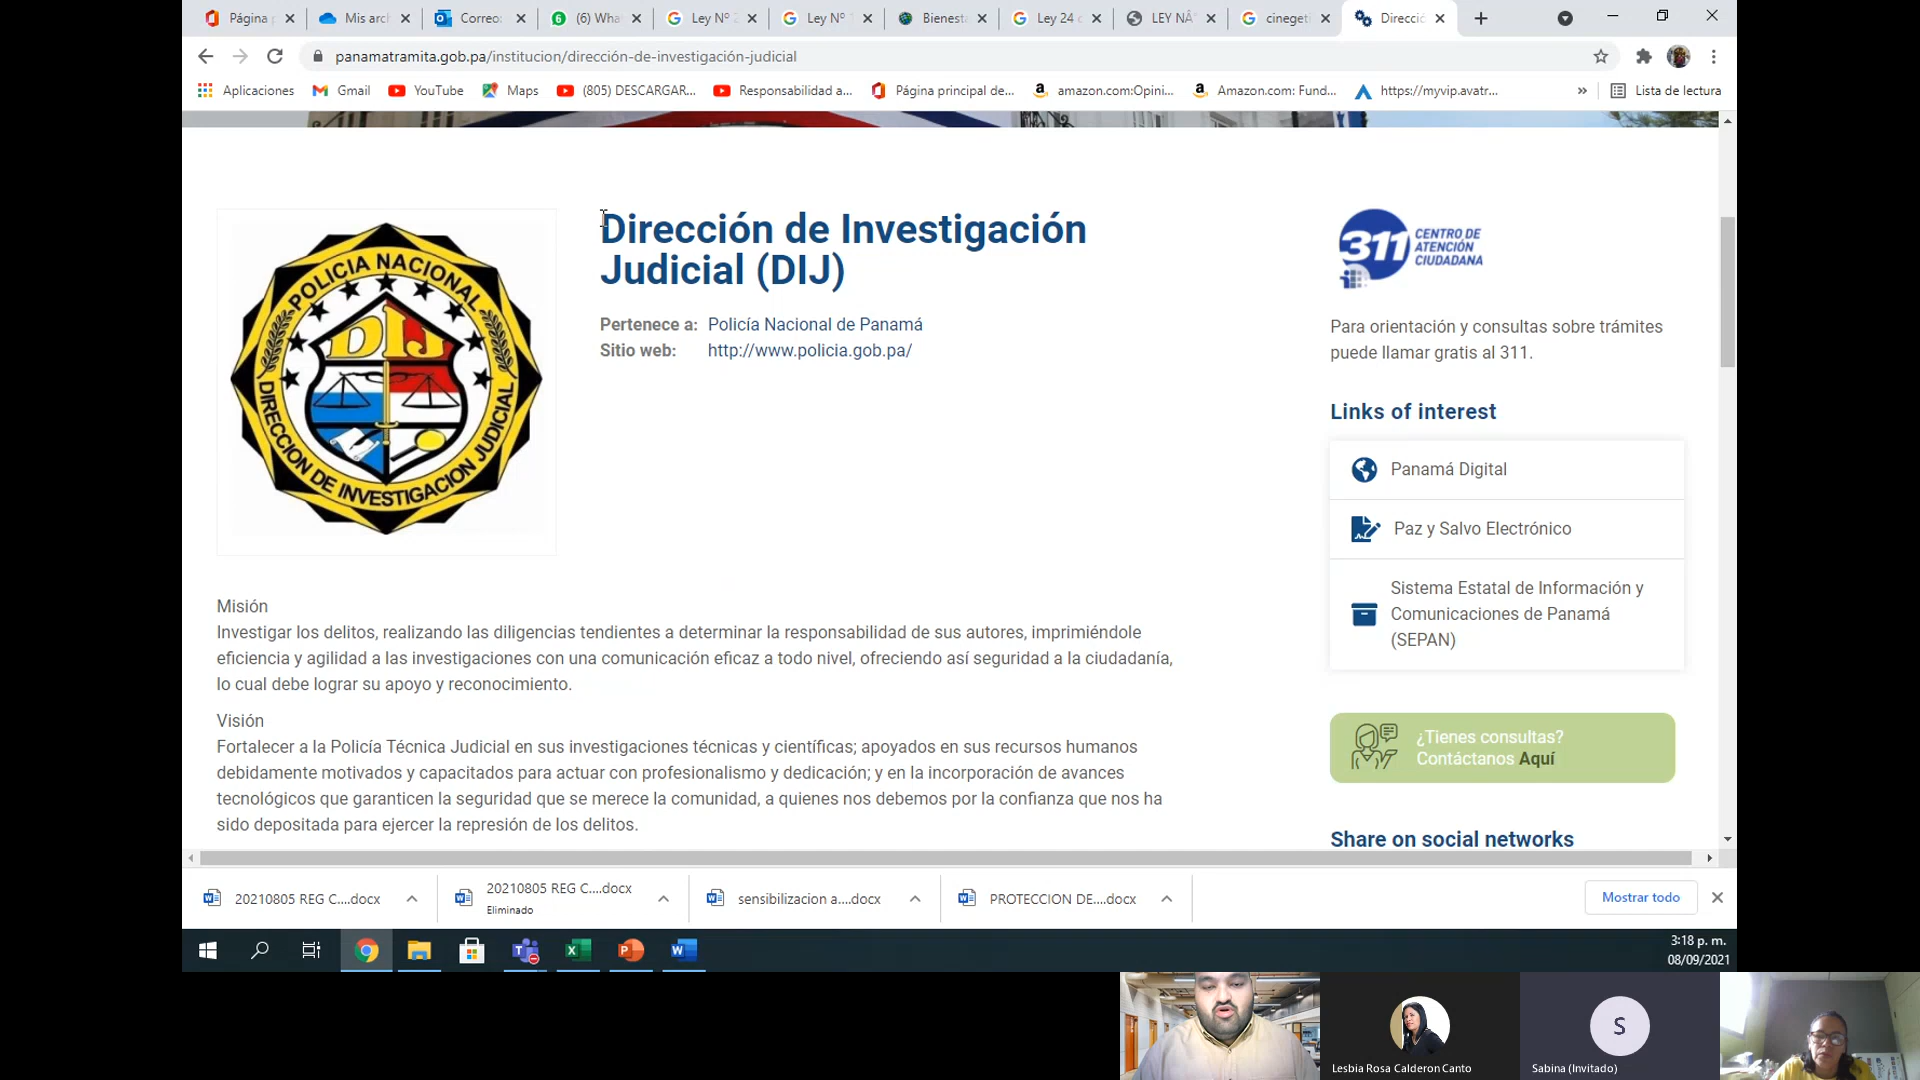 Página
Mis arc
Correo:
(6) Wha
Ley Nº
Ley Nº
Bienest
Ley 24
LEY NÂ°
cineget
Direcció
panamatramita.gob.pa/institucion/dirección-de-investigación-judicial
Aplicaciones
Gmail
YouTube
Maps
(805) DESCARGAR...
Responsabilidad a...
Página principal de...
amazon.com:Opini...
Amazon.com: Fund...
https://myvip.avatr...
»
Lista de lectura
POLICIA NACIONAL
DIJ
DIRECCION DE INVESTIGACION JUDICIAL
Dirección de Investigación
Judicial (DIJ)
Pertenece a: Policía Nacional de Panamá
Sitio web: http://www.policia.gob.pa/
311 CENTRO DE
ATENCIÓN
CIUDADANA
Para orientación y consultas sobre trámites
puede llamar gratis al 311.
Links of interest
Panamá Digital
Paz y Salvo Electrónico
Sistema Estatal de Información y
Comunicaciones de Panamá
(SEPAN)
¿Tienes consultas?
Contáctanos Aquí
Share on social networks
Misión
Investigar los delitos, realizando las diligencias tendientes a determinar la responsabilidad de sus autores, imprimiéndole
eficiencia y agilidad a las investigaciones con una comunicación eficaz a todo nivel, ofreciendo así seguridad a la ciudadanía,
lo cual debe lograr su apoyo y reconocimiento.
Visión
Fortalecer a la Policía Técnica Judicial en sus investigaciones técnicas y científicas; apoyados en sus recursos humanos
debidamente motivados y capacitados para actuar con profesionalismo y dedicación; y en la incorporación de avances
tecnológicos que garanticen la seguridad que se merece la comunidad, a quienes nos debemos por la confianza que nos ha
sido depositada para ejercer la represión de los delitos.
20210805 REG C....docx
20210805 REG C....docx
Eliminado
sensibilizacion a....docx
PROTECCION DE....docx
Mostrar todo
3:18 p. m.
08/09/2021
Lesbia Rosa Calderon Canto
S
Sabina (Invitado)